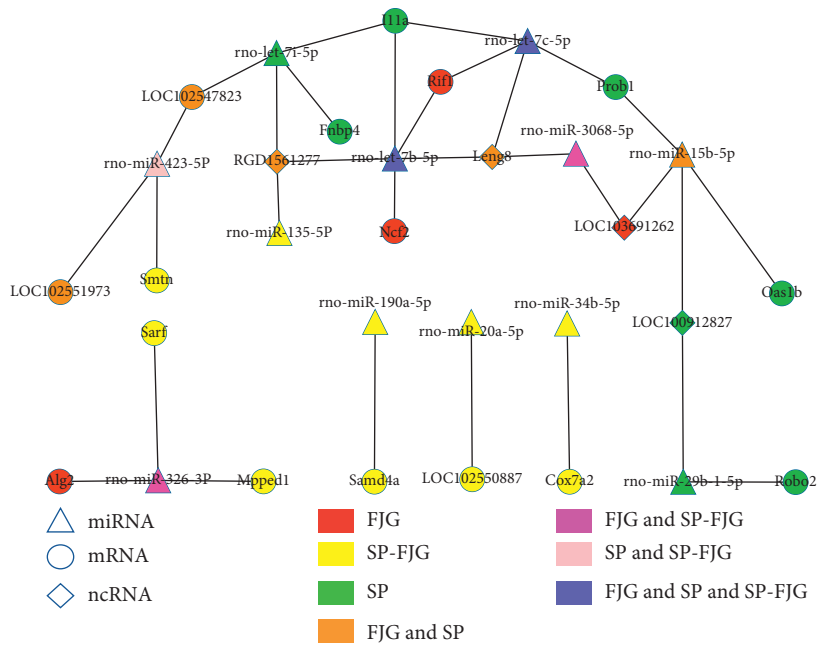 Il1a
rno-let-7i-5p
rno-let-7c-5p
Rif1
Prob1
LOC102547823
Fnbp4
rno-miR-3068-5p
rno-miR-423-5P
RGD1561277
rno-let-7b-5p
Leng8
rno-miR-15b-5p
rno-miR-135-5P
Ncf2
LOC103691262
LOC102551973
Smtn
Oas1b
rno-miR-190a-5p
rno-miR-34b-5p
Sarf
rno-miR-20a-5p
LOC100912827
Alg2
rno-miR-326-3P
Mpped1
Samd4a
LOC102550887
Cox7a2
rno-miR-29b-1-5p
Robo2
miRNA
FJG
FJG and SP-FJG
mRNA
SP-FJG
SP and SP-FJG
ncRNA
SP
FJG and SP and SP-FJG
FJG and SP